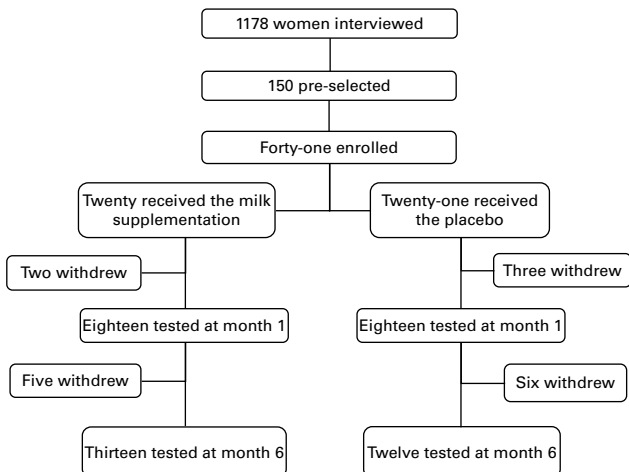 1178 women interviewed
150 pre-selected
Forty-one enrolled
Twenty received the milk
supplementation
Twenty-one received
the placebo
Two withdrew
Three withdrew
Eighteen tested at month 1
Eighteen tested at month 1
Five withdrew
Six withdrew
Thirteen tested at month 6
Twelve tested at month 6